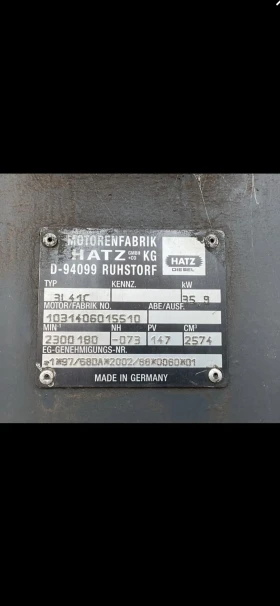 MOTORENFABRIK
HATZ GMBH +CO KG
D-94099 RUHSTORF
HATZ
DIESEL
TYP KENNZ. kW
3L41C 35 9
MOTOR/FABRIK NO. ABE/AUSF.
1031406015510
MIN⁻¹ NH PV CM³
2300 180 -073 147 2574
EG-GENEHMIGUNGS-NR.
e1*97/68DA*2002/88*0060*01
MADE IN GERMANY